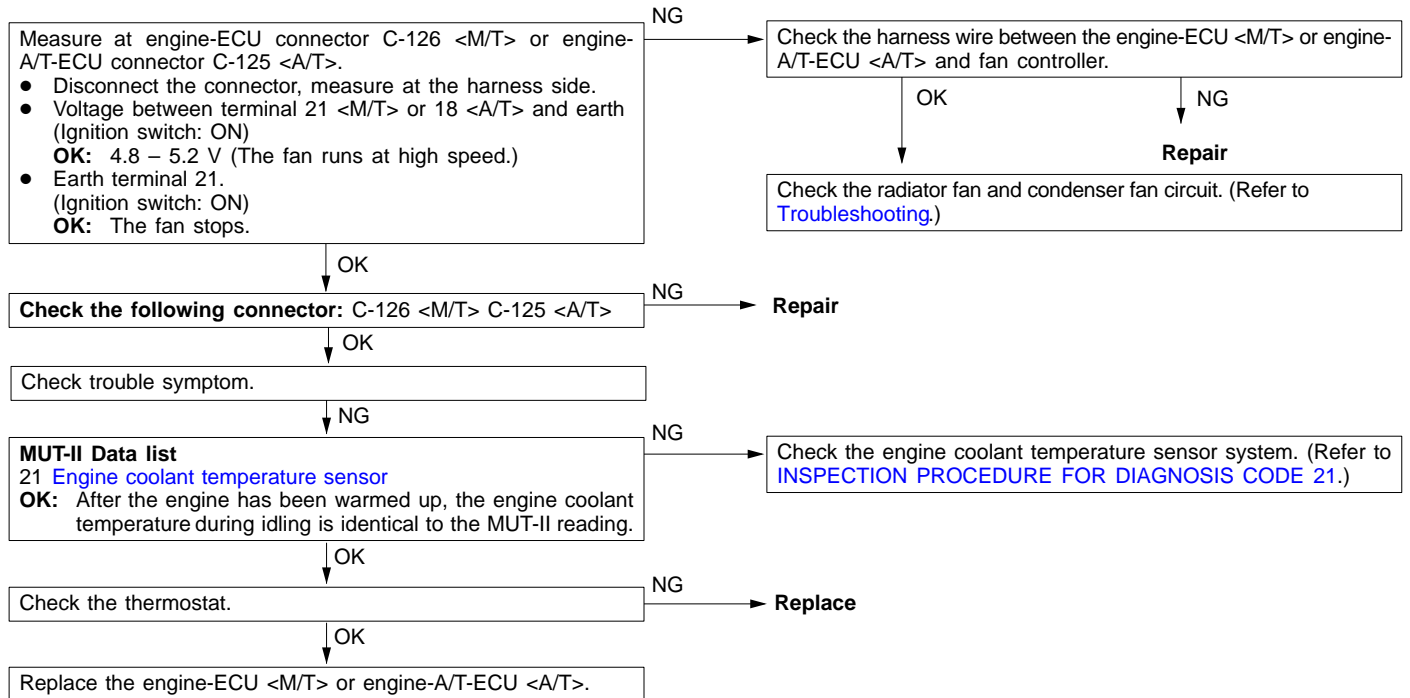 Measure at engine-ECU connector C-126 <M/T> or engine-
A/T-ECU connector C-125 <A/T>.
● Disconnect the connector, measure at the harness side.
● Voltage between terminal 21 <M/T> or 18 <A/T> and earth
(Ignition switch: ON)
OK: 4.8 – 5.2 V (The fan runs at high speed.)
● Earth terminal 21.
(Ignition switch: ON)
OK: The fan stops.
NG
Check the harness wire between the engine-ECU <M/T> or engine-
A/T-ECU <A/T> and fan controller.
OK
NG
Repair
Check the radiator fan and condenser fan circuit. (Refer to
Troubleshooting.)
OK
Check the following connector: C-126 <M/T> C-125 <A/T>
NG
Repair
OK
Check trouble symptom.
NG
MUT-II Data list
21 Engine coolant temperature sensor
OK: After the engine has been warmed up, the engine coolant
temperature during idling is identical to the MUT-II reading.
NG
Check the engine coolant temperature sensor system. (Refer to
INSPECTION PROCEDURE FOR DIAGNOSIS CODE 21.)
OK
Check the thermostat.
NG
Replace
OK
Replace the engine-ECU <M/T> or engine-A/T-ECU <A/T>.